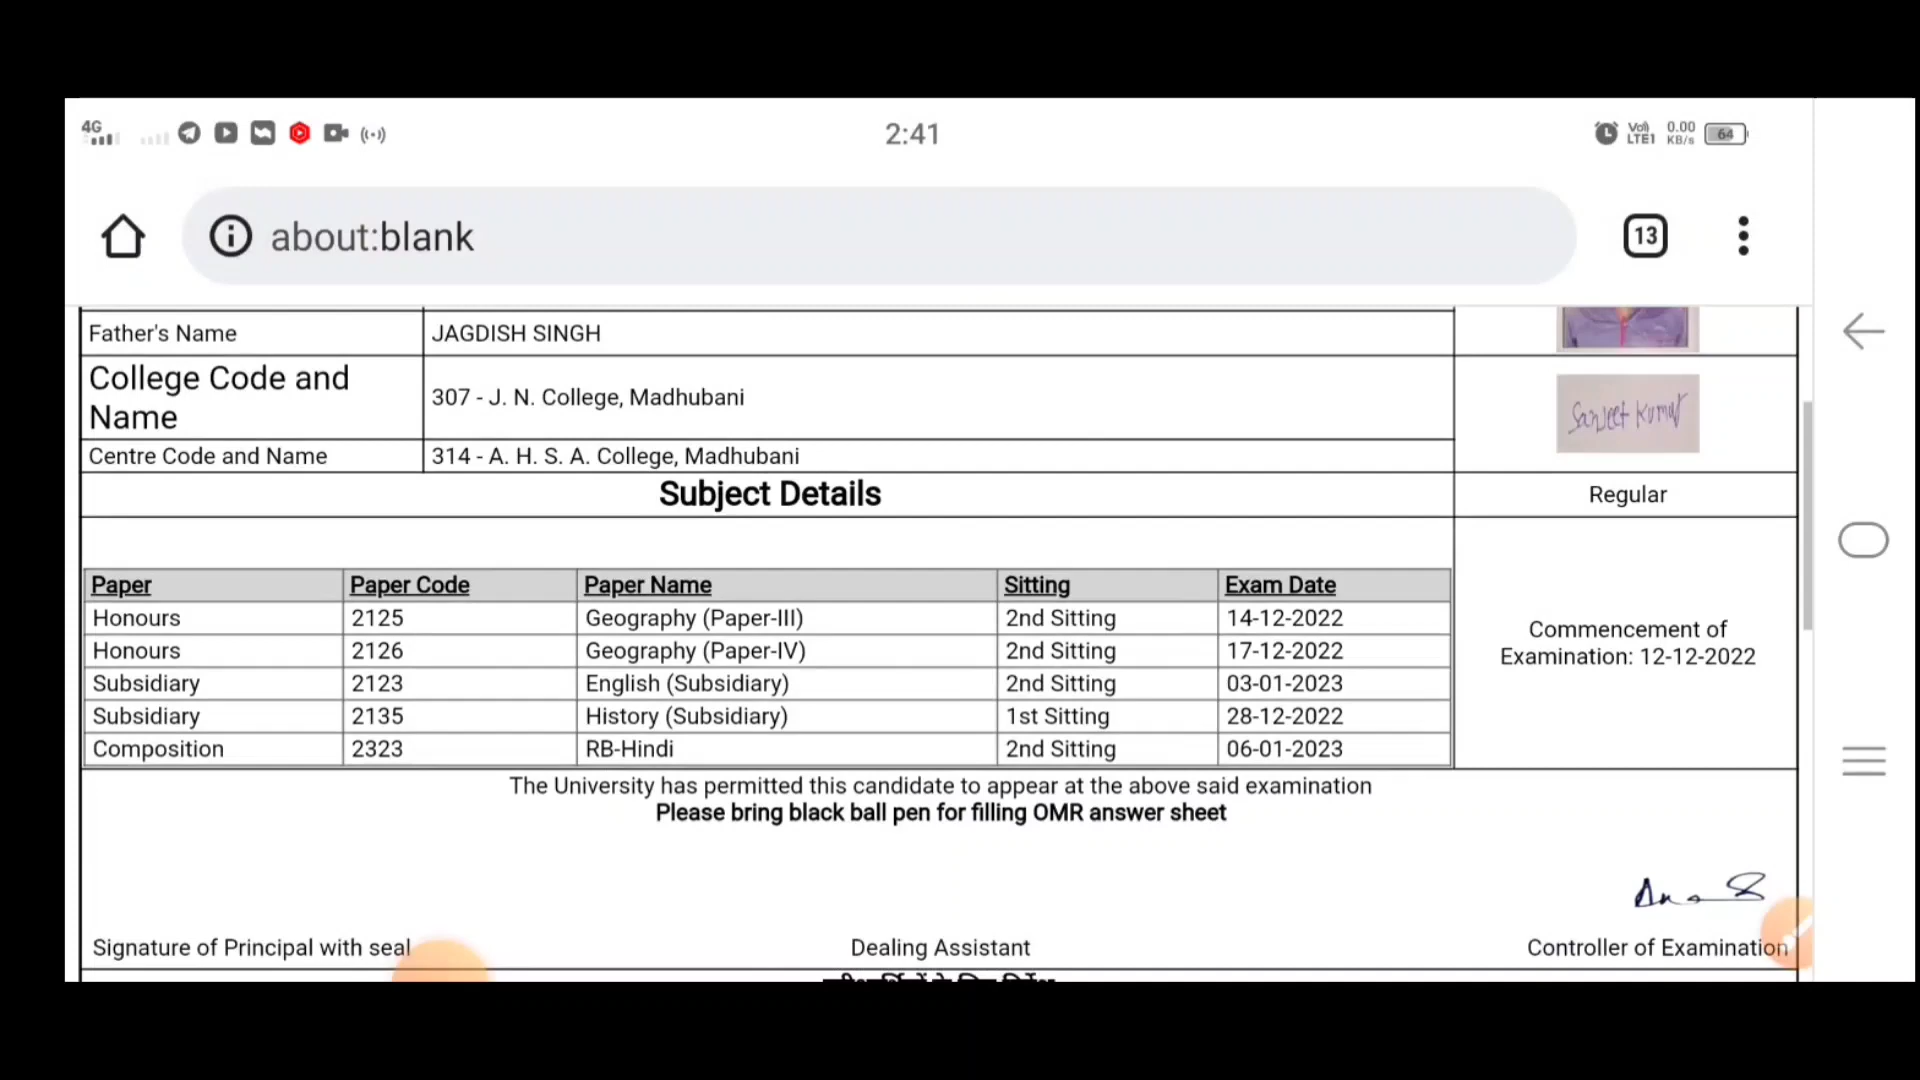 4G
2:41
Vo)) LTE1 0.00 KB/s 64
about:blank
13
Father's Name JAGDISH SINGH
College Code and Name 307 - J. N. College, Madhubani
Sanjeet Kumar
Centre Code and Name 314 - A. H. S. A. College, Madhubani
Subject Details Regular
Paper Paper Code Paper Name Sitting Exam Date
Honours 2125 Geography (Paper-III) 2nd Sitting 14-12-2022
Honours 2126 Geography (Paper-IV) 2nd Sitting 17-12-2022
Subsidiary 2123 English (Subsidiary) 2nd Sitting 03-01-2023
Subsidiary 2135 History (Subsidiary) 1st Sitting 28-12-2022
Composition 2323 RB-Hindi 2nd Sitting 06-01-2023
Commencement of
Examination: 12-12-2022
The University has permitted this candidate to appear at the above said examination
Please bring black ball pen for filling OMR answer sheet
Signature of Principal with seal Dealing Assistant Controller of Examination